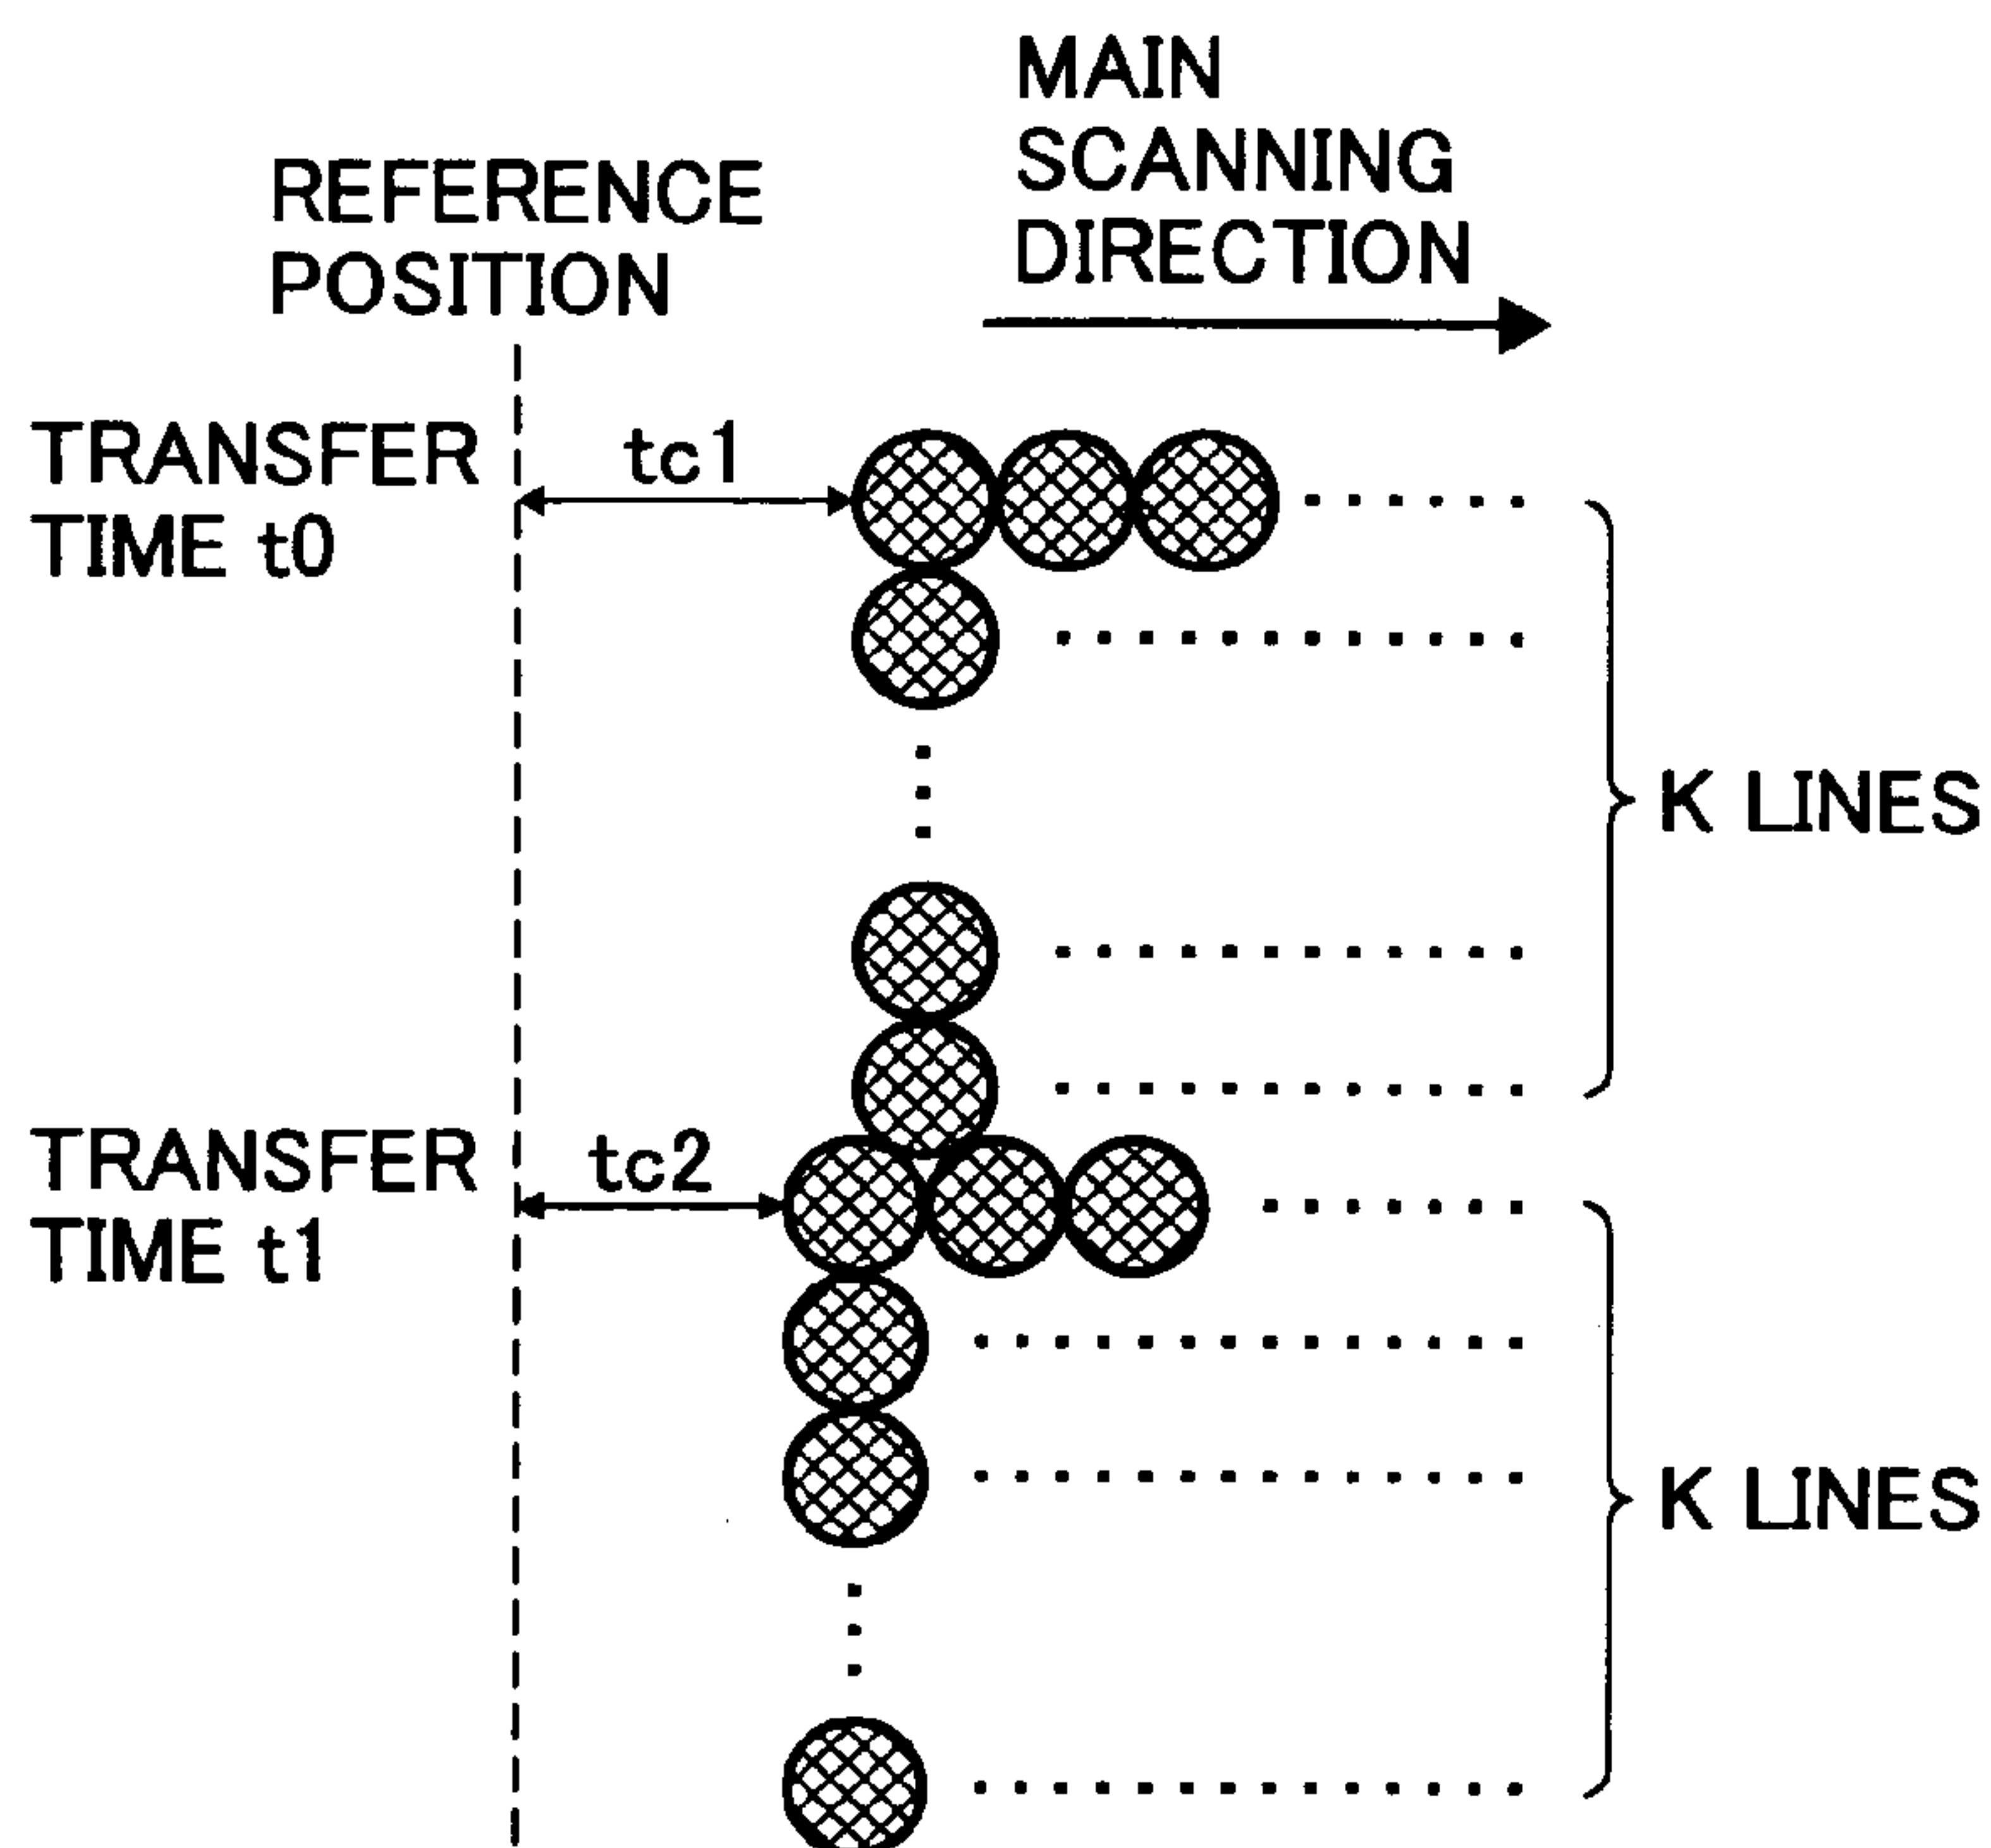 MAIN
SCANNING
DIRECTION
REFERENCE
POSITION
TRANSFER
TIME t0
tc1
K LINES
TRANSFER
TIME t1
tc2
K LINES